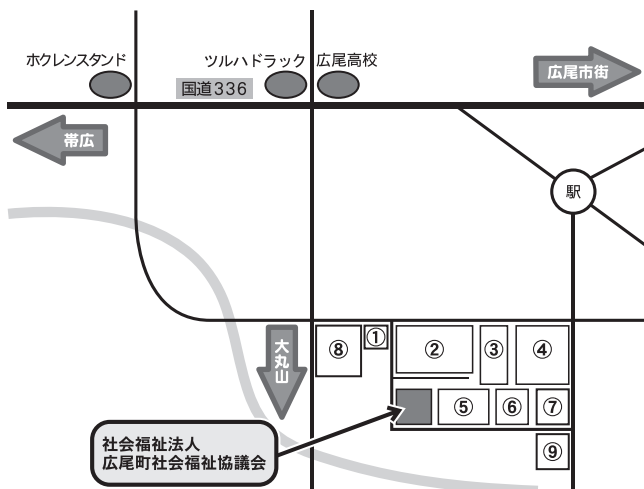 ホクレンスタンド
ツルハドラック
広尾高校
国道336
広尾市街
帯広
駅
大丸山
⑧
①
②
③
④
⑤
⑥
⑦
⑨
社会福祉法人
広尾町社会福祉協議会